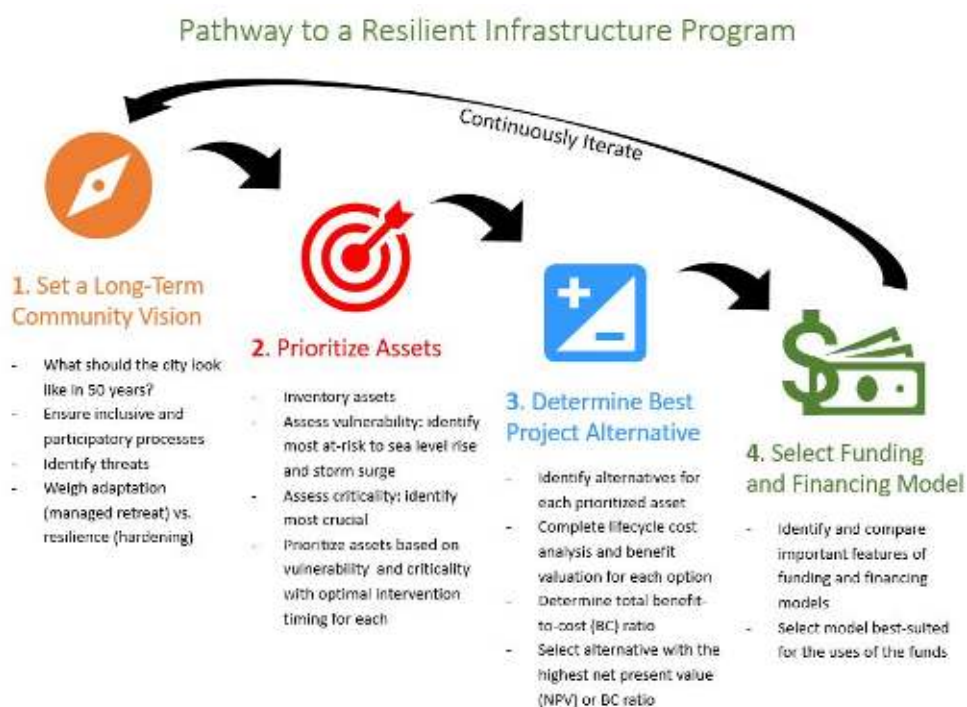 Pathway to a Resilient Infrastructure Program
Continuously Iterate
1. Set a Long-Term
Community Vision
- What should the city look
like in 50 years?
- Ensure inclusive and
participatory processes
- Identify threats
- Weigh adaptation
(managed retreat) vs.
resilience (hardening)
2. Prioritize Assets
- Inventory assets
- Assess vulnerability: identify
most at-risk to sea level rise
and storm surge
- Assess criticality: identify
most crucial
- Prioritize assets based on
vulnerability and criticality
with optimal intervention
timing for each
3. Determine Best
Project Alternative
- Identify alternatives for
each prioritized asset
- Complete lifecycle cost
analysis and benefit
valuation for each option
- Determine total benefit-
to-cost (BC) ratio
- Select alternative with the
highest net present value
(NPV) or BC ratio
4. Select Funding
and Financing Model
- Identify and compare
important features of
funding and financing
models
- Select model best-suited
for the uses of the funds